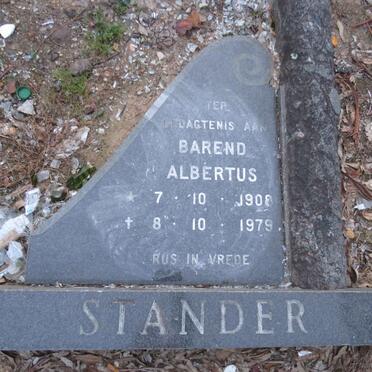 TER
GEDAGTENIS AAN
BAREND
ALBERTUS
* 7 · 10 · 1908
† 8 · 10 · 1979
RUS IN VREDE
STANDER